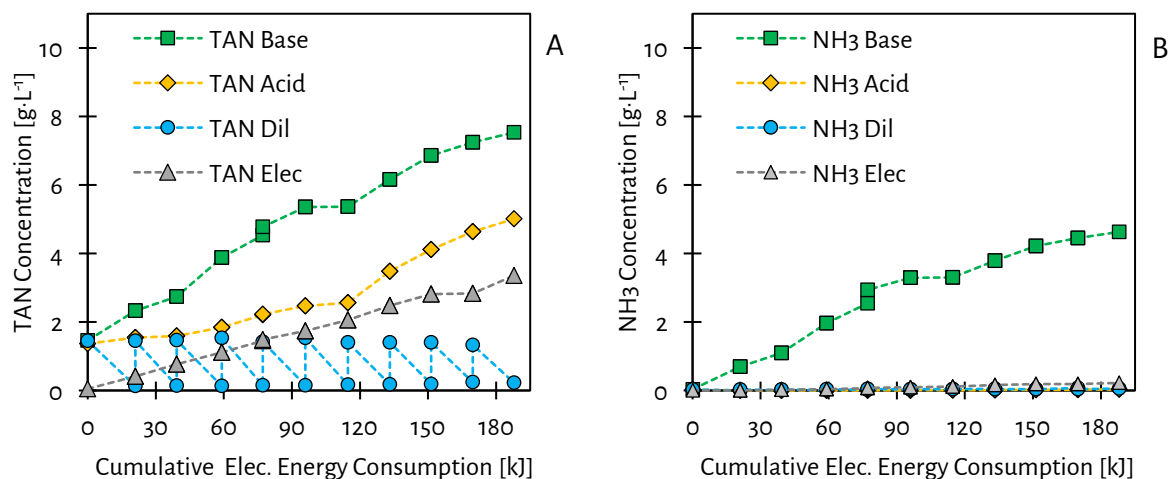 A
TAN Concentration [g·L⁻¹]
10
8
6
4
2
0
TAN Base
TAN Acid
TAN Dil
TAN Elec
0 30 60 90 120 150 180
Cumulative Elec. Energy Consumption [kJ]
B
NH3 Concentration [g·L⁻¹]
10
8
6
4
2
0
NH3 Base
NH3 Acid
NH3 Dil
NH3 Elec
0 30 60 90 120 150 180
Cumulative Elec. Energy Consumption [kJ]